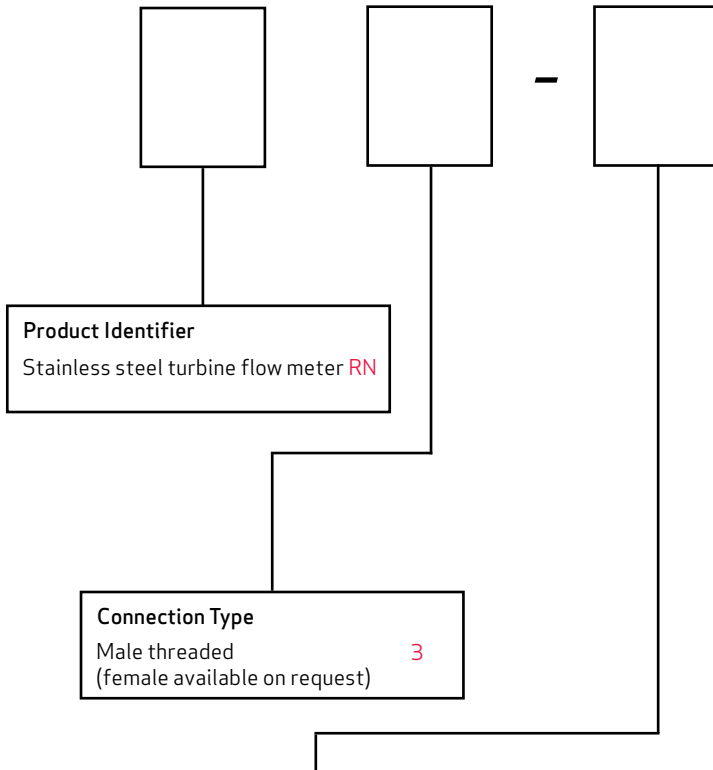 -
Product Identifier
Stainless steel turbine flow meter RN
Connection Type
Male threaded 3
(female available on request)